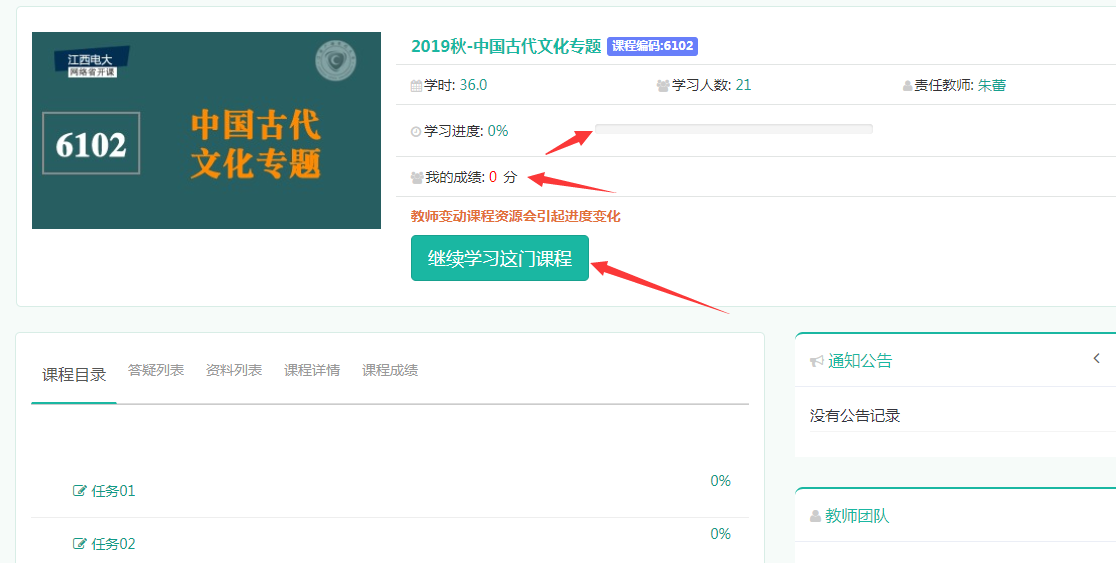 江西电大
网络省开课
6102
中国古代
文化专题
2019秋-中国古代文化专题 课程编码:6102
学时: 36.0 学习人数: 21 责任教师: 朱蕾
学习进度: 0%
我的成绩: 0 分
教师变动课程资源会引起进度变化
继续学习这门课程
课程目录 答疑列表 资料列表 课程详情 课程成绩
任务01 0%
任务02 0%
通知公告
没有公告记录
教师团队